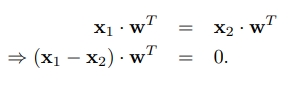 x₁ · wᵀ = x₂ · wᵀ
⇒ (x₁ − x₂) · wᵀ = 0.